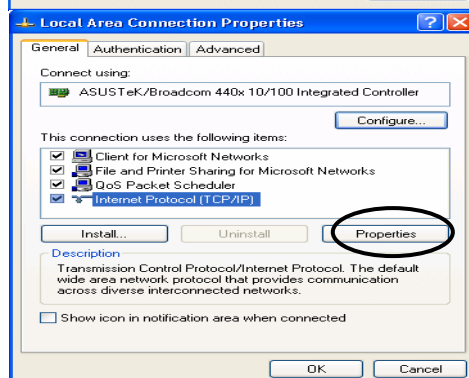 Local Area Connection Properties
General Authentication Advanced
Connect using:
ASUSTeK/Broadcom 440x 10/100 Integrated Controller
Configure...
This connection uses the following items:
Client for Microsoft Networks
File and Printer Sharing for Microsoft Networks
QoS Packet Scheduler
Internet Protocol (TCP/IP)
Install... Uninstall Properties
Description
Transmission Control Protocol/Internet Protocol. The default
wide area network protocol that provides communication
across diverse interconnected networks.
Show icon in notification area when connected
OK Cancel